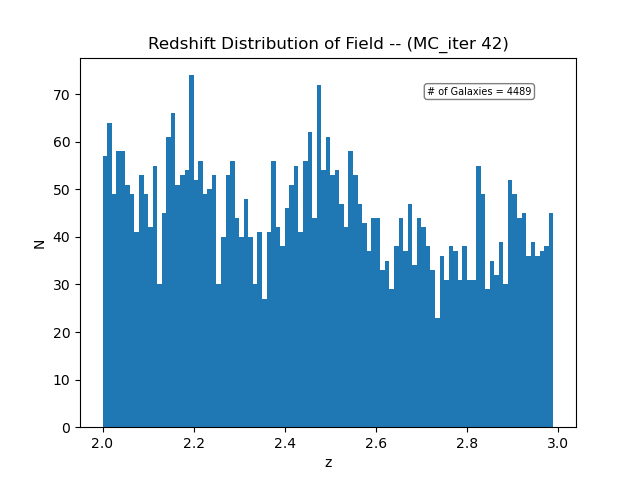 Redshift Distribution of Field -- (MC_iter 42)
# of Galaxies = 4489
70
60
50
40
30
20
10
0
N
2.0 2.2 2.4 2.6 2.8 3.0
z